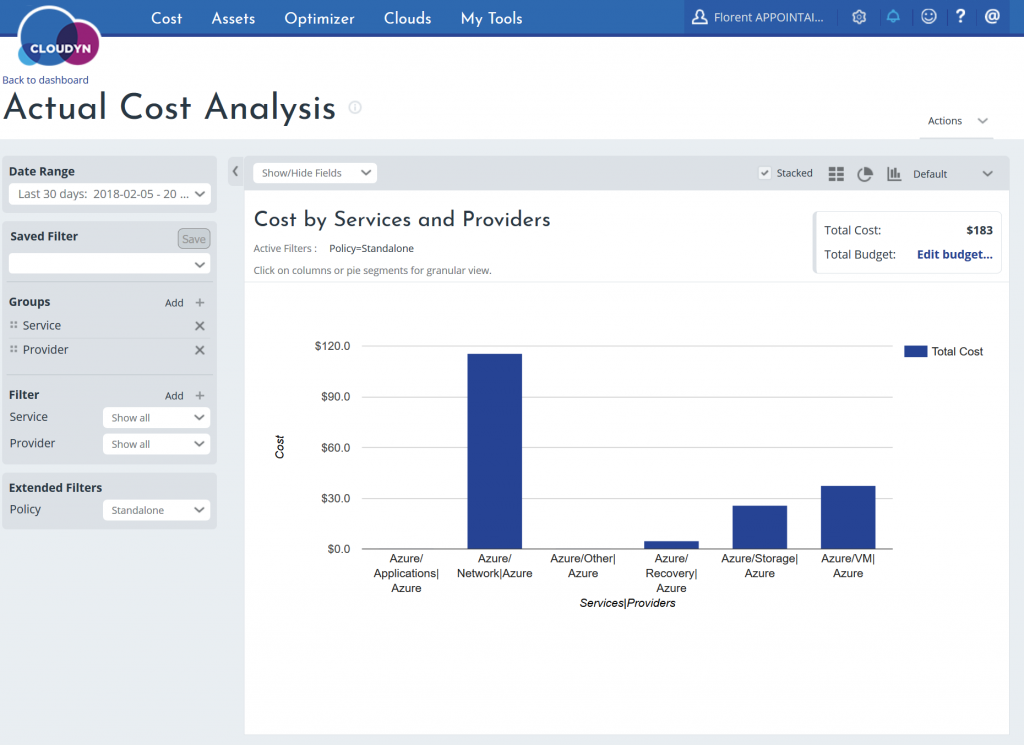 Cost Assets Optimizer Clouds My Tools Florent APPOINTAI... ? @
CLOUDYN
Back to dashboard
Actual Cost Analysis
Actions
Date Range
Last 30 days: 2018-02-05 - 20 ...
Saved Filter Save
Groups Add +
Service
Provider
Filter Add +
Service Show all
Provider Show all
Extended Filters
Policy Standalone
Show/Hide Fields Stacked Default
Cost by Services and Providers
Active Filters : Policy=Standalone
Click on columns or pie segments for granular view.
Total Cost: $183
Total Budget: Edit budget...
$120.0
$90.0
$60.0
$30.0
$0.0
Cost
Total Cost
Azure/
Applications|
Azure
Azure/
Network|Azure
Azure/Other|
Azure
Azure/
Recovery|
Azure
Azure/Storage|
Azure
Azure/VM|
Azure
Services|Providers